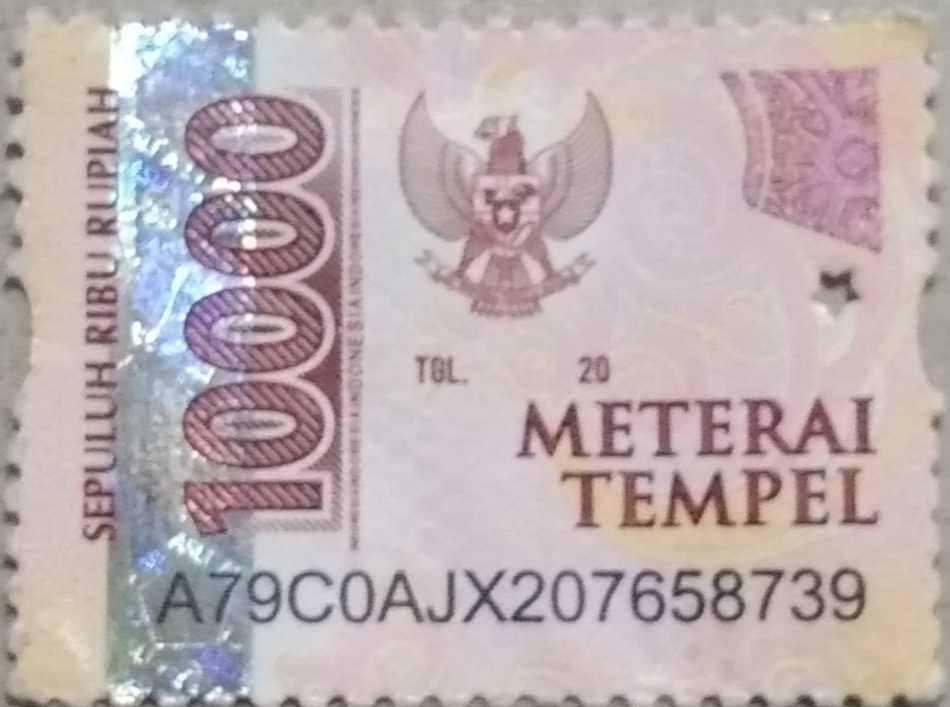 SEPULUH RIBU RUPIAH
10000
TGL. 20
METERAI
TEMPEL
A79C0AJX207658739